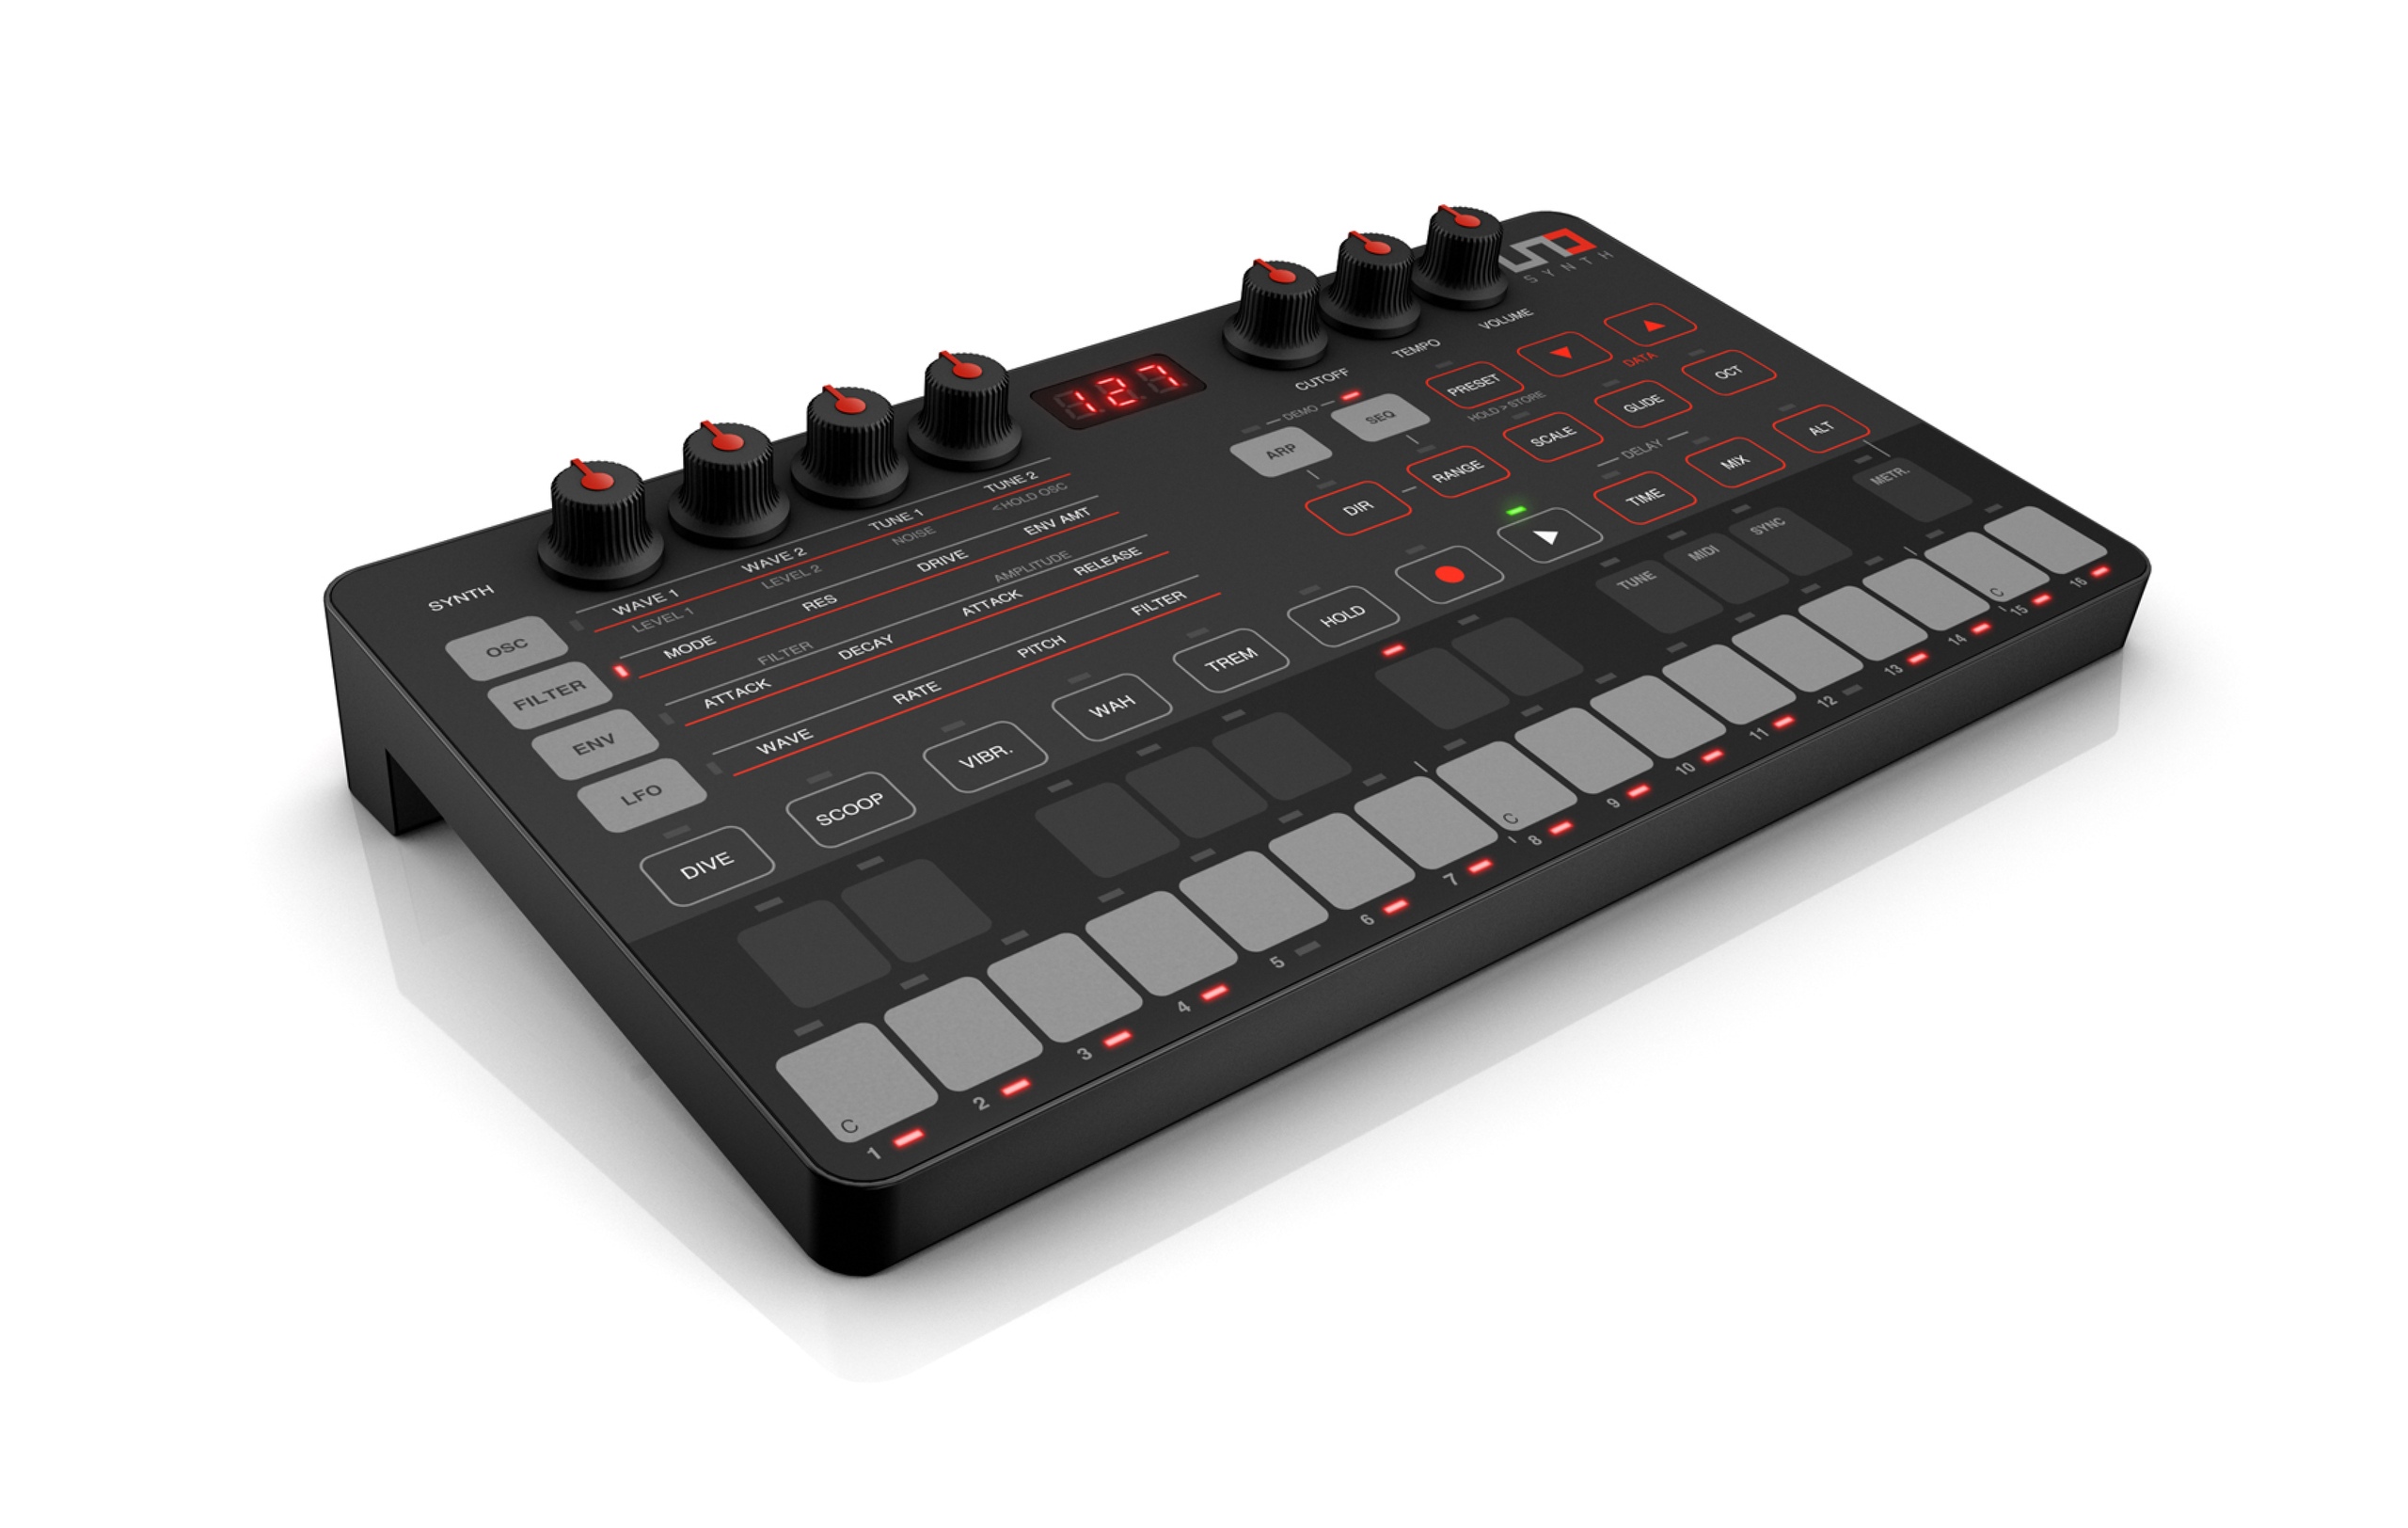 UNO
SYNTH
VOLUME
TEMPO
CUTOFF
127
SYNTH
OSC
FILTER
ENV
LFO
WAVE 1 WAVE 2 TUNE 1 TUNE 2
LEVEL 1 LEVEL 2 NOISE <HOLD OSC
MODE RES DRIVE ENV AMT
FILTER AMPLITUDE
ATTACK DECAY ATTACK RELEASE
WAVE RATE PITCH FILTER
DEMO
ARP SEQ
PRESET ▼ ▲
HOLD > STORE
DATA
DIR RANGE SCALE GLIDE OCT
DELAY
TIME MIX ALT
DIVE SCOOP VIBR. WAH TREM HOLD
TUNE MIDI SYNC METR.
C C C
1 2 3 4 5 6 7 8 9 10 11 12 13 14 15 16